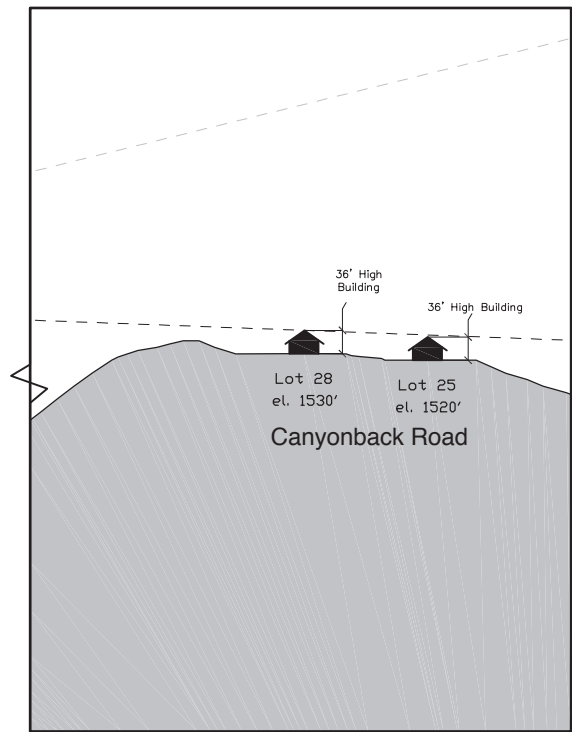 36' High
Building
36' High Building
Lot 28
el. 1530'
Lot 25
el. 1520'
Canyonback Road